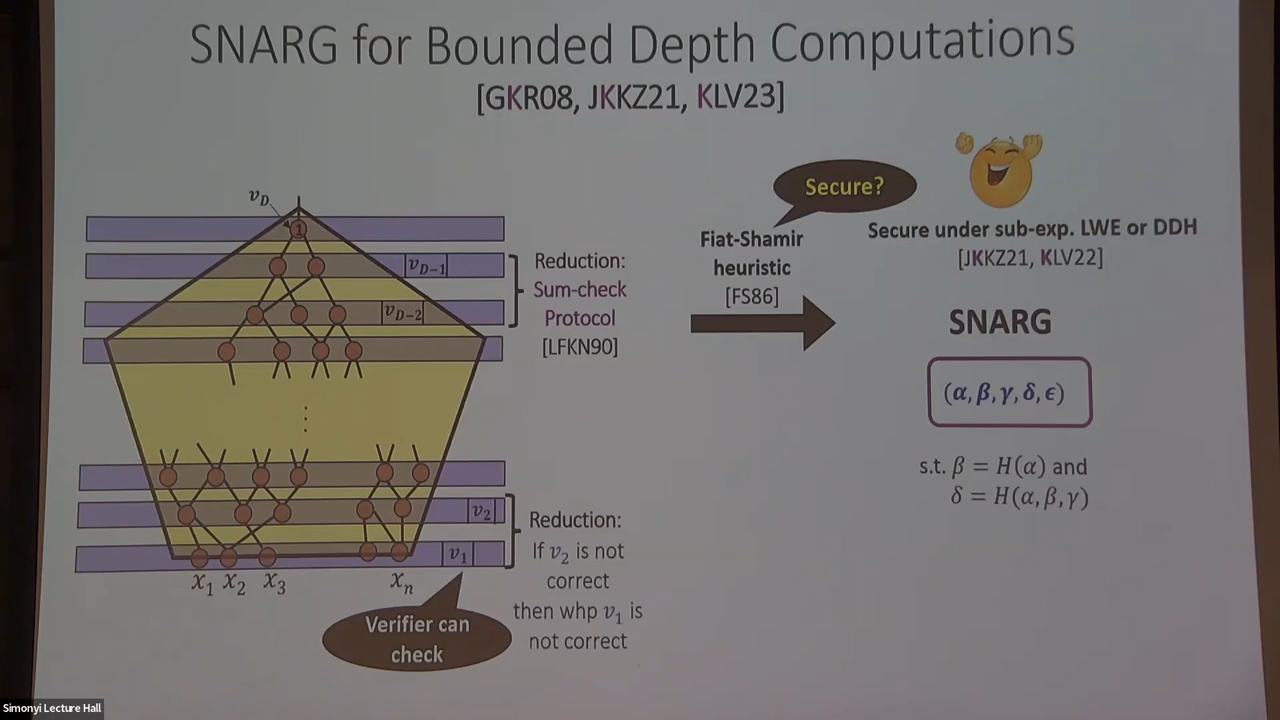 SNARG for Bounded Depth Computations
[GKR08, JKKZ21, KLV23]
v_D
1
v_{D-1}
v_{D-2}
Reduction:
Sum-check
Protocol
[LFKN90]
Fiat-Shamir
heuristic
[FS86]
Secure?
Secure under sub-exp. LWE or DDH
[JKKZ21, KLV22]
SNARG
(α, β, γ, δ, ϵ)
s.t. β = H(α) and
δ = H(α, β, γ)
⋮
v_2
v_1
Reduction:
If v_2 is not
correct
then whp v_1 is
not correct
x_1 x_2 x_3 x_n
Verifier can
check
Simonyi Lecture Hall